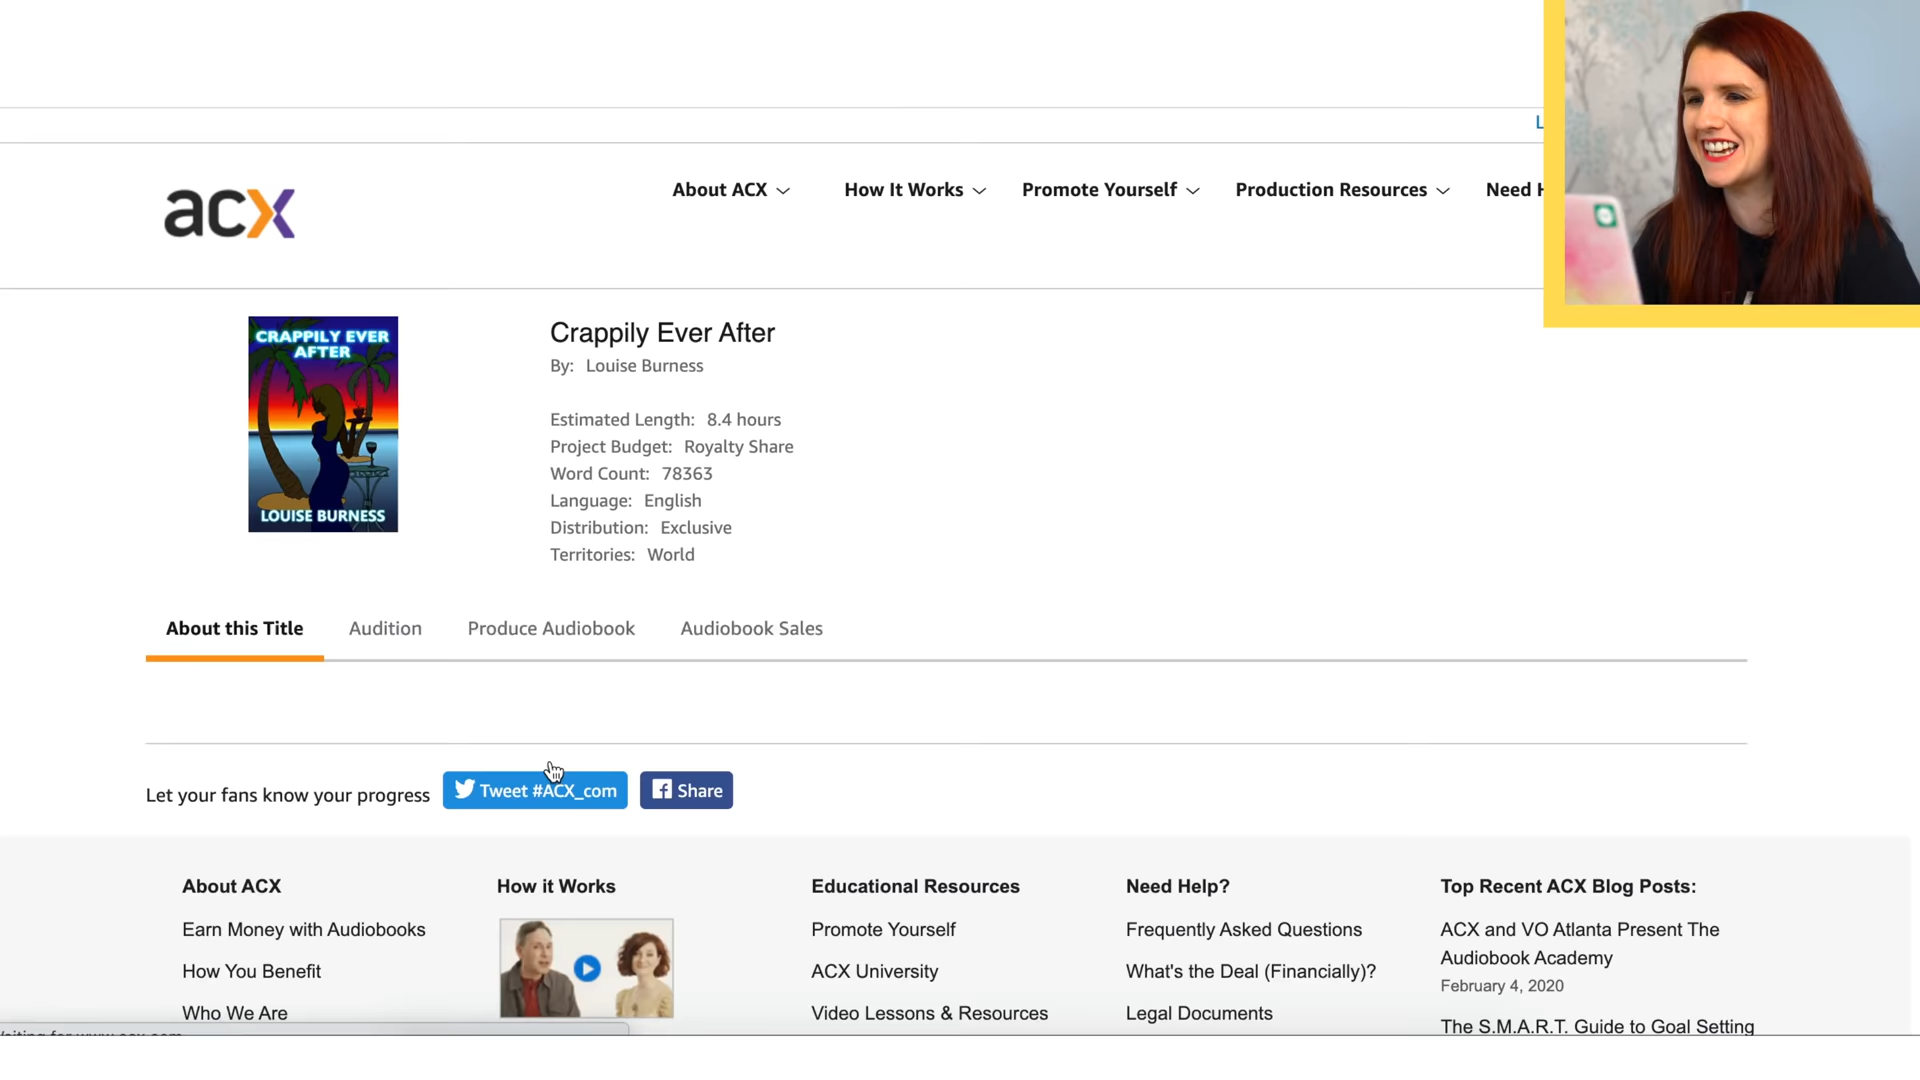 L
acx
About ACX
How It Works
Promote Yourself
Production Resources
Need H
CRAPPILY EVER
AFTER
LOUISE BURNESS
Crappily Ever After
By: Louise Burness
Estimated Length: 8.4 hours
Project Budget: Royalty Share
Word Count: 78363
Language: English
Distribution: Exclusive
Territories: World
About this Title
Audition
Produce Audiobook
Audiobook Sales
Let your fans know your progress
Tweet #ACX_com
Share
About ACX
Earn Money with Audiobooks
How You Benefit
Who We Are
How it Works
Educational Resources
Promote Yourself
ACX University
Video Lessons & Resources
Need Help?
Frequently Asked Questions
What's the Deal (Financially)?
Legal Documents
Top Recent ACX Blog Posts:
ACX and VO Atlanta Present The
Audiobook Academy
February 4, 2020
The S.M.A.R.T. Guide to Goal Setting